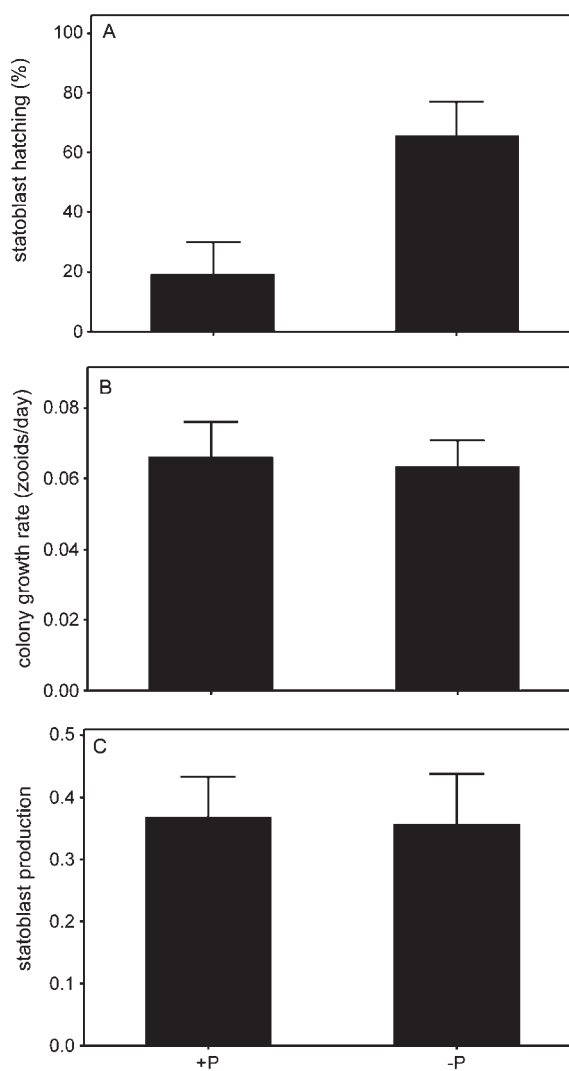 A
statoblast hatching (%)
100
80
60
40
20
0
B
colony growth rate (zooids/day)
0.08
0.06
0.04
0.02
0.00
C
statoblast production
0.5
0.4
0.3
0.2
0.1
0.0
+P
-P